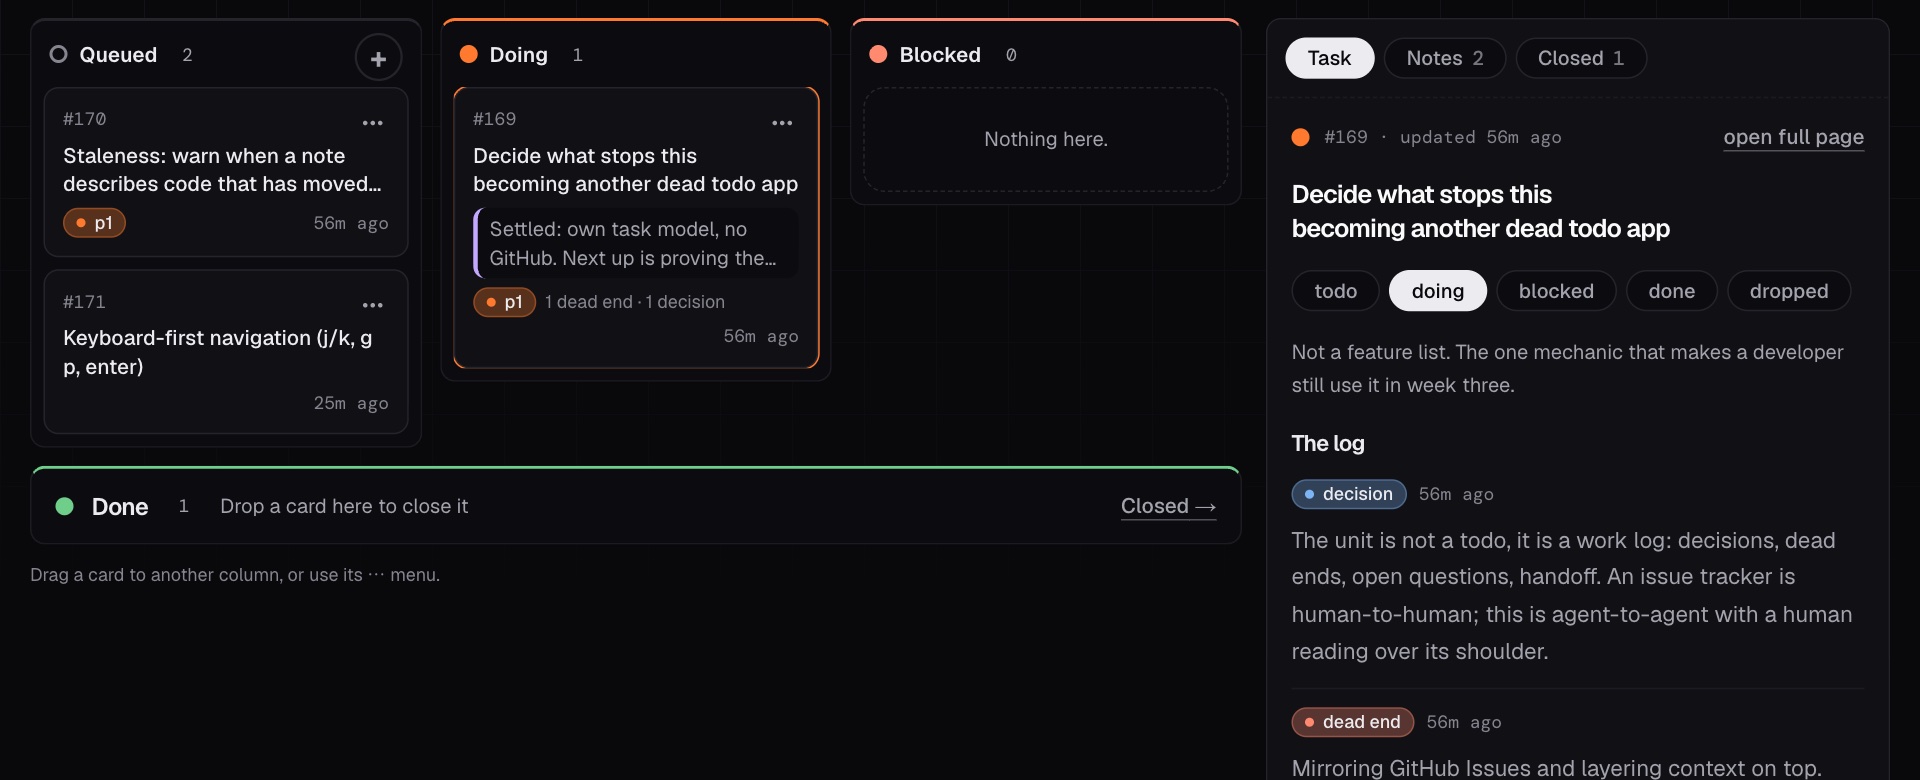 Queued 2 +
#170 •••
Staleness: warn when a note
describes code that has moved…
p1 56m ago
#171 •••
Keyboard-first navigation (j/k, g
p, enter)
25m ago
Doing 1
#169 •••
Decide what stops this
becoming another dead todo app
Settled: own task model, no
GitHub. Next up is proving the…
p1 1 dead end · 1 decision
56m ago
Blocked 0
Nothing here.
Done 1 Drop a card here to close it Closed →
Drag a card to another column, or use its ··· menu.
Task Notes 2 Closed 1
#169 · updated 56m ago open full page
Decide what stops this
becoming another dead todo app
todo doing blocked done dropped
Not a feature list. The one mechanic that makes a developer
still use it in week three.
The log
decision 56m ago
The unit is not a todo, it is a work log: decisions, dead
ends, open questions, handoff. An issue tracker is
human-to-human; this is agent-to-agent with a human
reading over its shoulder.
dead end 56m ago
Mirroring GitHub Issues and layering context on top.